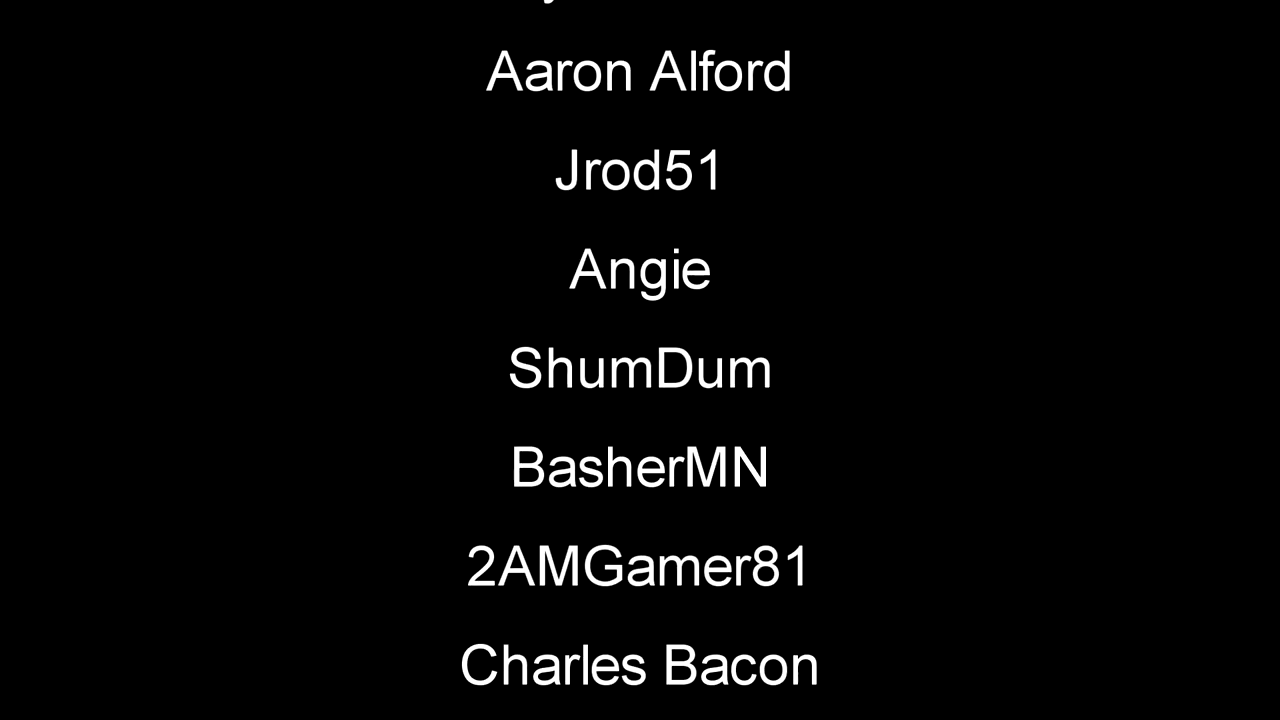 Aaron Alford
Jrod51
Angie
ShumDum
BasherMN
2AMGamer81
Charles Bacon